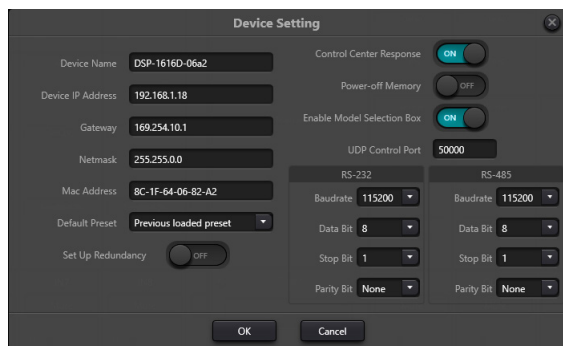 Device Setting
Device Name DSP-1616D-06a2
Device IP Address 192.168.1.18
Gateway 169.254.10.1
Netmask 255.255.0.0
Mac Address 8C-1F-64-06-82-A2
Default Preset Previous loaded preset
Set Up Redundancy OFF
Control Center Response ON
Power-off Memory OFF
Enable Model Selection Box ON
UDP Control Port 50000
RS-232
Baudrate 115200
Data Bit 8
Stop Bit 1
Parity Bit None
RS-485
Baudrate 115200
Data Bit 8
Stop Bit 1
Parity Bit None
OK Cancel